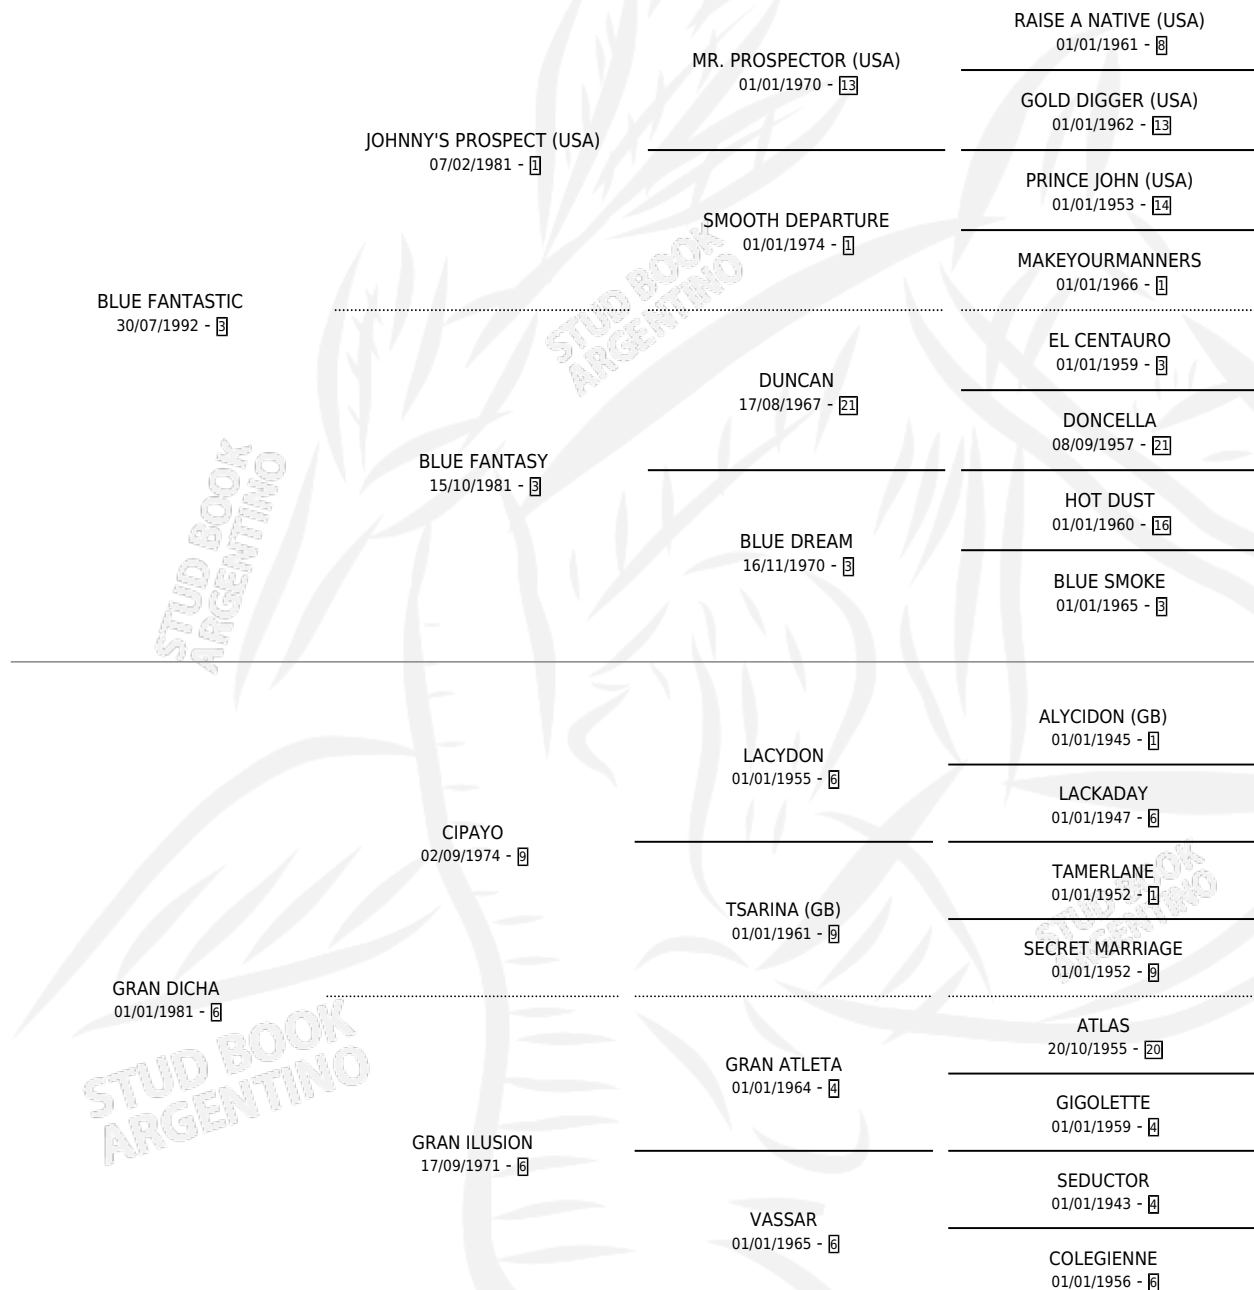 RAISE A NATIVE (USA)
01/01/1961 - 8
MR. PROSPECTOR (USA)
01/01/1970 - 13
GOLD DIGGER (USA)
01/01/1962 - 13
JOHNNY'S PROSPECT (USA)
07/02/1981 - 1
PRINCE JOHN (USA)
01/01/1953 - 14
SMOOTH DEPARTURE
01/01/1974 - 1
MAKEYOURMANNERS
01/01/1966 - 1
BLUE FANTASTIC
30/07/1992 - 3
EL CENTAURO
01/01/1959 - 3
DUNCAN
17/08/1967 - 21
DONCELLA
08/09/1957 - 21
BLUE FANTASY
15/10/1981 - 3
HOT DUST
01/01/1960 - 16
BLUE DREAM
16/11/1970 - 3
BLUE SMOKE
01/01/1965 - 3
ALYCIDON (GB)
01/01/1945 - 1
LACYDON
01/01/1955 - 6
LACKADAY
01/01/1947 - 6
CIPAYO
02/09/1974 - 9
TAMERLANE
01/01/1952 - 1
TSARINA (GB)
01/01/1961 - 9
SECRET MARRIAGE
01/01/1952 - 9
GRAN DICHA
01/01/1981 - 6
ATLAS
20/10/1955 - 20
GRAN ATLETA
01/01/1964 - 4
GIGOLETTE
01/01/1959 - 4
GRAN ILUSION
17/09/1971 - 6
SEDUCTOR
01/01/1943 - 4
VASSAR
01/01/1965 - 6
COLEGIENNE
01/01/1956 - 6
STUD BOOK
ARGENTINO
STUD BOOK
ARGENTINO
STUD BOOK
ARGENTINO
STUD BOOK
ARGENTINO